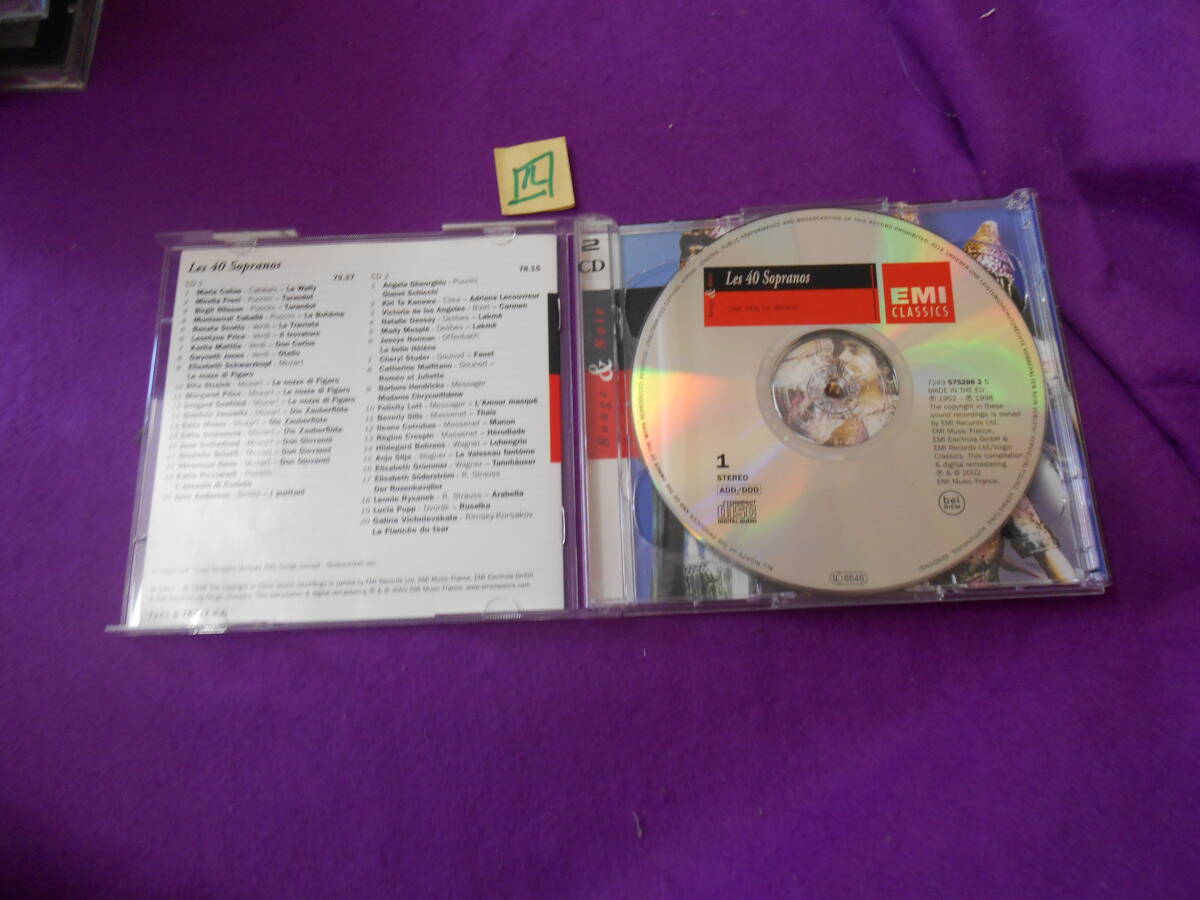 四
Les 40 Sopranos
CD 1 75.37
1 Maria Callas - Catalani - La Wally
2 Mirella Freni - Puccini - Turandot
3 Birgit Nilsson - Puccini - Turandot
4 Montserrat Caballé - Puccini - La Bohème
5 Renata Scotto - Verdi - La Traviata
6 Leontyne Price - Verdi - Il trovatore
7 Karita Mattila - Verdi - Don Carlos
8 Gwyneth Jones - Verdi - Otello
9 Elisabeth Schwarzkopf - Mozart
Le nozze di Figaro
10 Rita Streich - Mozart - Le nozze di Figaro
11 Margaret Price - Mozart - Le nozze di Figaro
12 Irmgard Seefried - Mozart - Le nozze di Figaro
13 Gundula Janowitz - Mozart - Die Zauberflöte
14 Edda Moser - Mozart - Die Zauberflöte
15 Edita Gruberova - Mozart - Die Zauberflöte
16 Joan Sutherland - Mozart - Don Giovanni
17 Graziella Sciutti - Mozart - Don Giovanni
18 Mozart - Don Giovanni
19 Katia Ricciarelli - Rossini
20 June Anderson - Bellini - I puritani
CD 2 78.15
1 Angela Gheorghiu - Puccini
Gianni Schicchi
2 Kiri Te Kanawa - Cilea - Adriana Lecouvreur
3 Victoria de los Angeles - Bizet - Carmen
4 Natalie Dessay - Delibes - Lakmé
5 Mady Mesplé - Delibes - Lakmé
6 Jessye Norman - Offenbach
La belle Hélène
7 Cheryl Studer - Gounod - Faust
8 Catherine Malfitano - Gounod -
Roméo et Juliette
9 Barbara Hendricks - Messager
Madame Chrysanthème
10 Felicity Lott - Messager - L'Amour masqué
11 Beverly Sills - Massenet - Thaïs
12 Ileana Cotrubas - Massenet - Manon
13 Régine Crespin - Massenet - Hérodiade
14 Hildegard Behrens - Wagner - Lohengrin
15 Anja Silja - Wagner - Le Vaisseau fantôme
16 Elisabeth Grümmer - Wagner - Tannhäuser
17 Elisabeth Söderström - R. Strauss
Der Rosenkavalier
18 Leonie Rysanek - R. Strauss - Arabella
19 Lucia Popp - Dvořák - Rusalka
20 Galina Vichnievskaïa - Rimsky-Korsakov
La Fiancée du tsar
2
CD
Rouge & Noir
Les 40 Sopranos
EMI
CLASSICS
7243 575288 2 5
MADE IN THE EU
℗ 1952 - ℗ 1998
The copyright in these
sound recordings is owned
by EMI Records Ltd,
EMI Music France,
EMI Electrola GmbH &
EMI Records Ltd/Virgin
Classics. This compilation
& digital remastering
℗ & © 2002
EMI Music France.
1
STEREO
ADD/DDD
COMPACT
disc
DIGITAL AUDIO
bel
BIEM
6646